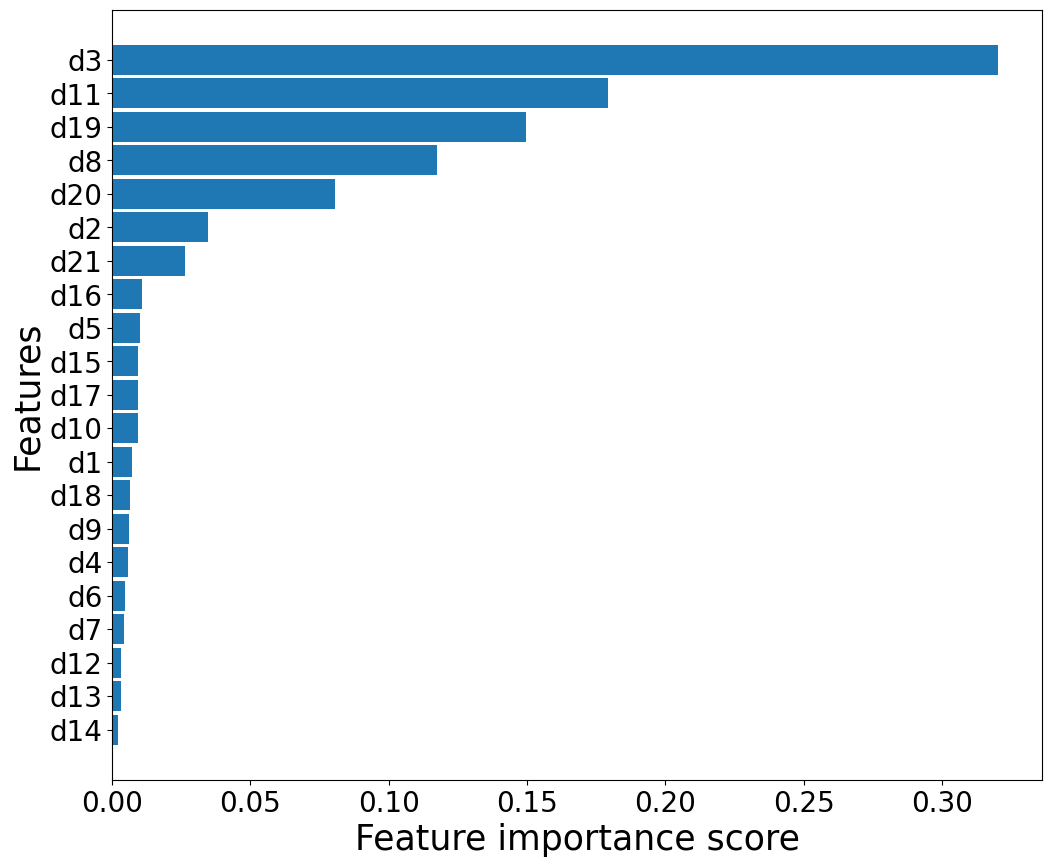 Features
d3
d11
d19
d8
d20
d2
d21
d16
d5
d15
d17
d10
d1
d18
d9
d4
d6
d7
d12
d13
d14
0.00 0.05 0.10 0.15 0.20 0.25 0.30
Feature importance score